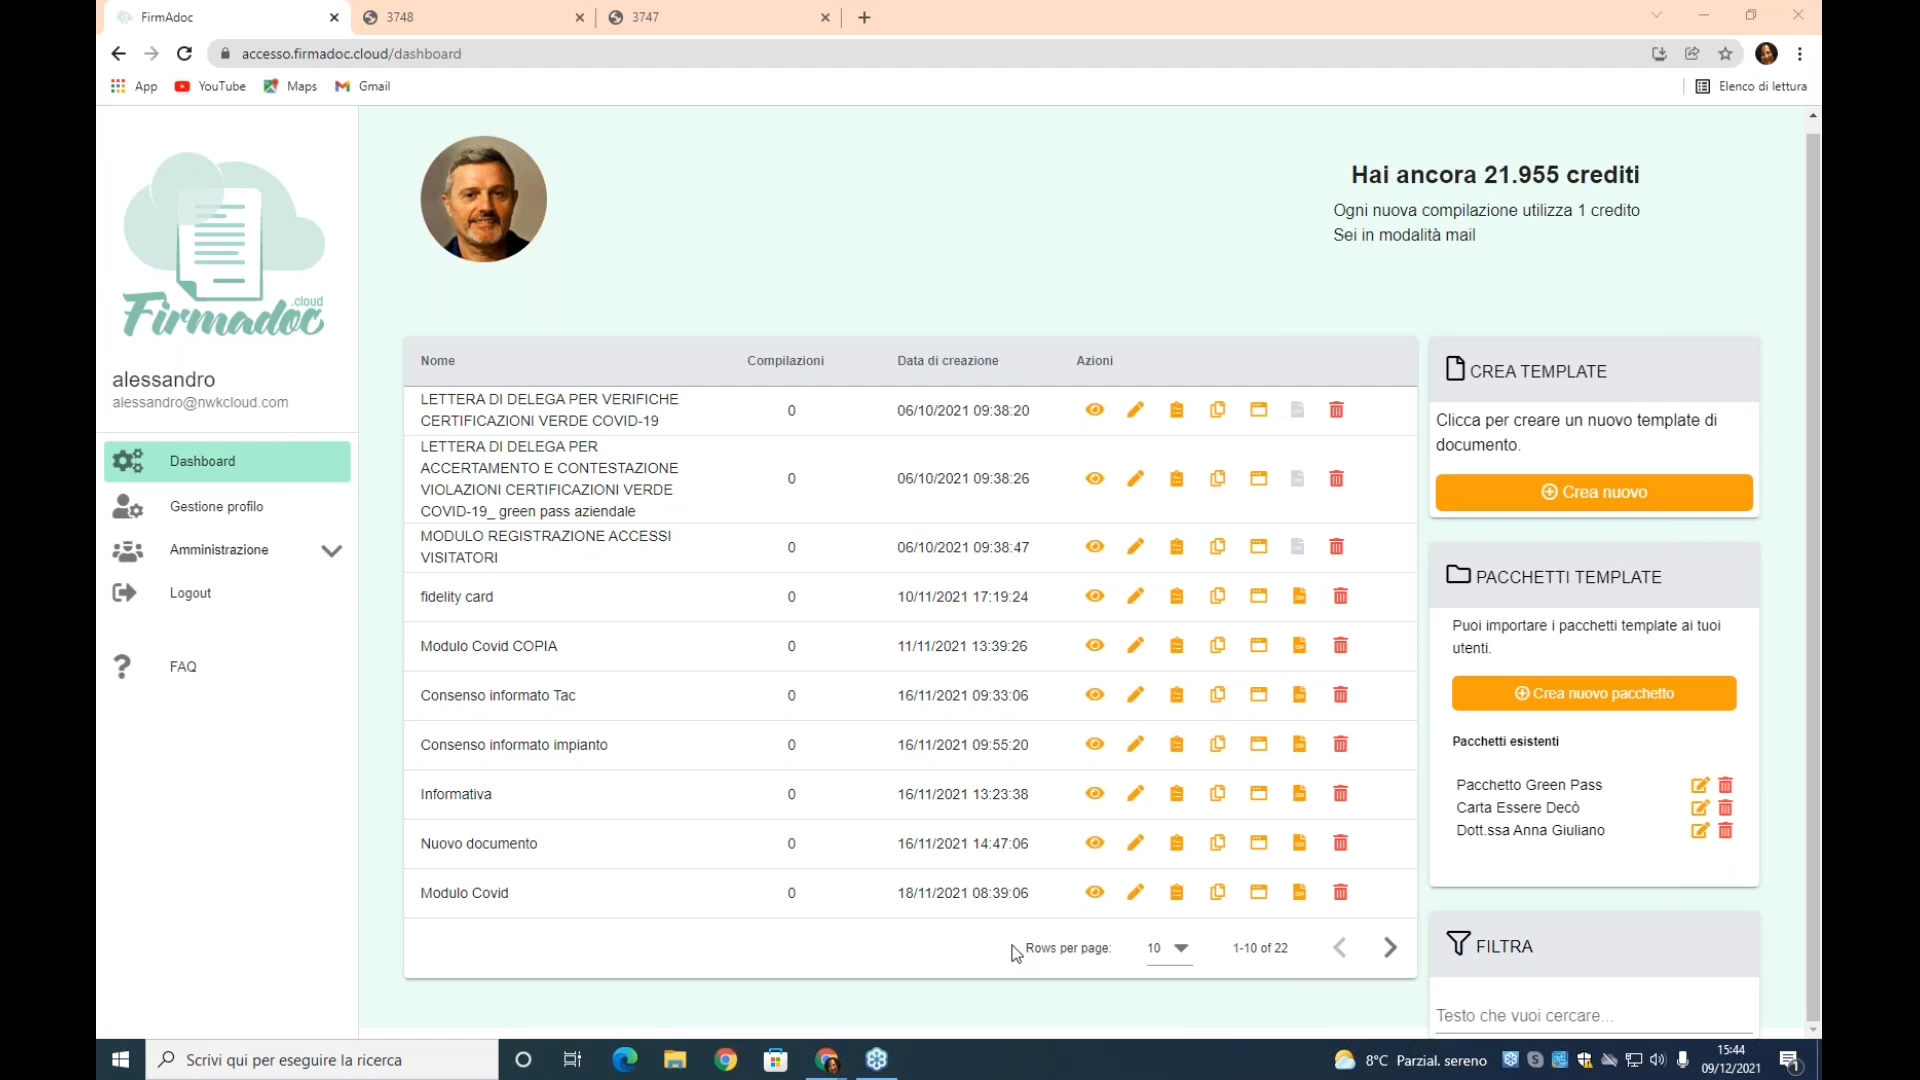 FirmAdoc
3748
3747
accesso.firmadoc.cloud/dashboard
App
YouTube
Maps
Gmail
Elenco di lettura
.cloud
Firmadoc
alessandro
alessandro@nwkcloud.com
Dashboard
Gestione profilo
Amministrazione
Logout
FAQ
Hai ancora 21.955 crediti
Ogni nuova compilazione utilizza 1 credito
Sei in modalità mail
Nome Compilazioni Data di creazione Azioni
LETTERA DI DELEGA PER VERIFICHE
CERTIFICAZIONI VERDE COVID-19
0 06/10/2021 09:38:20
LETTERA DI DELEGA PER
ACCERTAMENTO E CONTESTAZIONE
VIOLAZIONI CERTIFICAZIONI VERDE
COVID-19_ green pass aziendale
0 06/10/2021 09:38:26
MODULO REGISTRAZIONE ACCESSI
VISITATORI
0 06/10/2021 09:38:47
fidelity card 0 10/11/2021 17:19:24
Modulo Covid COPIA 0 11/11/2021 13:39:26
Consenso informato Tac 0 16/11/2021 09:33:06
Consenso informato impianto 0 16/11/2021 09:55:20
Informativa 0 16/11/2021 13:23:38
Nuovo documento 0 16/11/2021 14:47:06
Modulo Covid 0 18/11/2021 08:39:06
Rows per page: 10 1-10 of 22
CREA TEMPLATE
Clicca per creare un nuovo template di
documento.
Crea nuovo
PACCHETTI TEMPLATE
Puoi importare i pacchetti template ai tuoi
utenti.
Crea nuovo pacchetto
Pacchetti esistenti
Pacchetto Green Pass
Carta Essere Decò
Dott.ssa Anna Giuliano
FILTRA
Testo che vuoi cercare...
Scrivi qui per eseguire la ricerca
8°C Parzial. sereno
15:44
09/12/2021
1